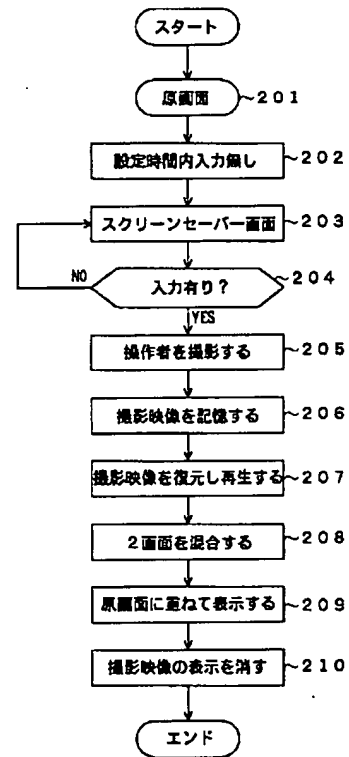 スタート
原画面 201
設定時間内入力無し 202
スクリーンセーバー画面 203
入力有り? 204
NO
YES
操作者を撮影する 205
撮影映像を記憶する 206
撮影映像を復元し再生する 207
2画面を混合する 208
原画面に重ねて表示する 209
撮影映像の表示を消す 210
エンド